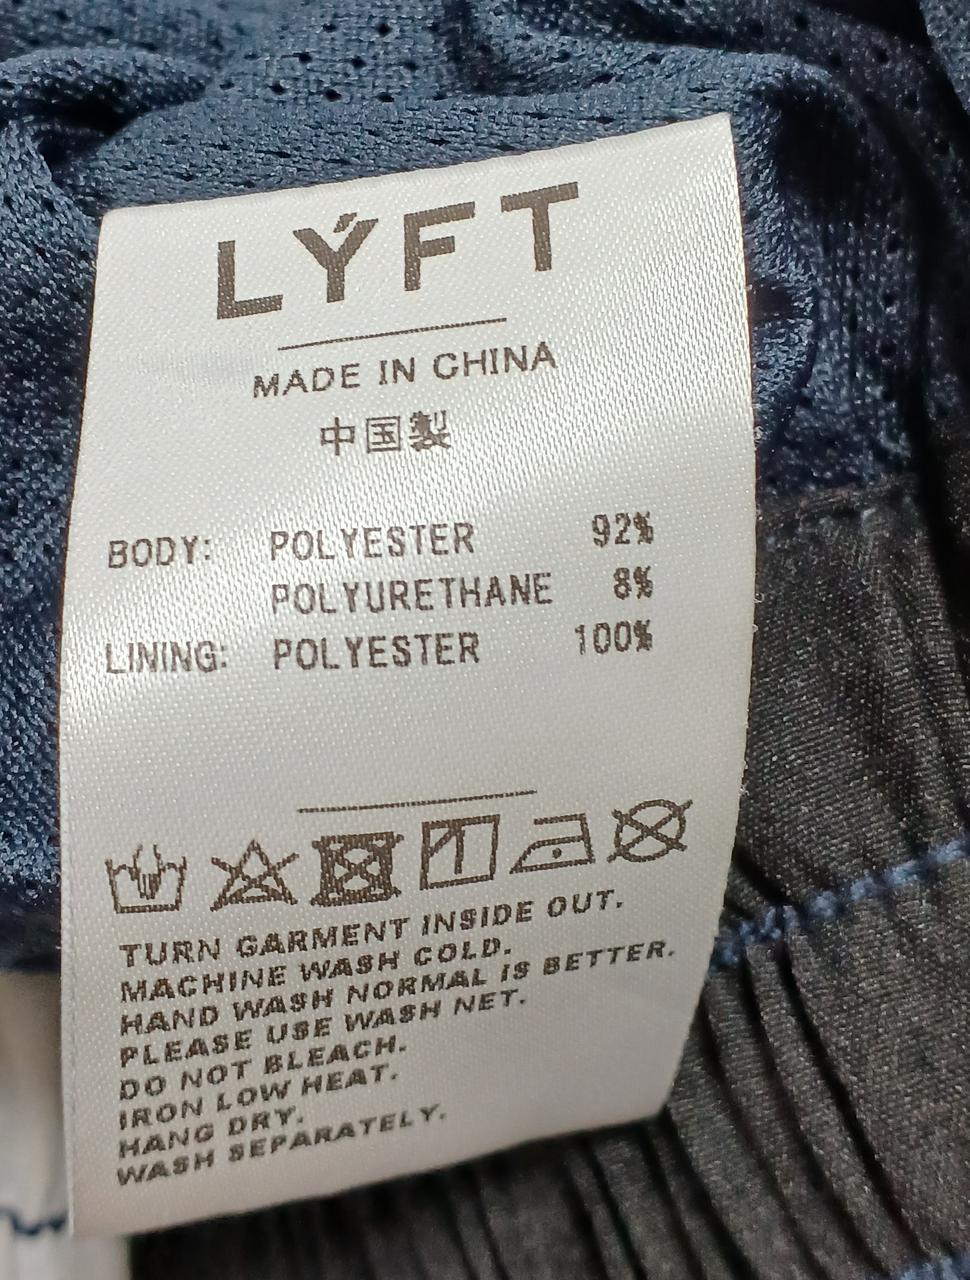 LÝFT
MADE IN CHINA
中国製
BODY: POLYESTER 92%
POLYURETHANE 8%
LINING: POLYESTER 100%
TURN GARMENT INSIDE OUT.
MACHINE WASH COLD.
HAND WASH NORMAL IS BETTER.
PLEASE USE WASH NET.
DO NOT BLEACH.
IRON LOW HEAT.
HANG DRY.
WASH SEPARATELY.